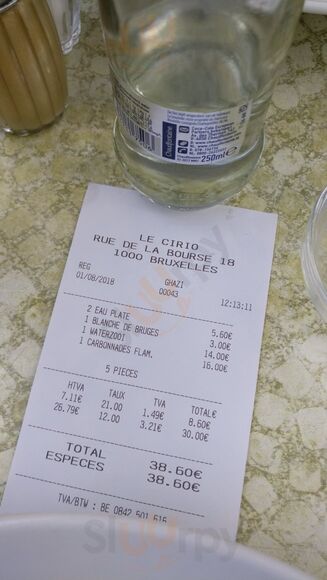 Chaudfontaine
250ml
LE CIRIO
RUE DE LA BOURSE 18
1000 BRUXELLES
REG GHAZI
01/08/2018 00043 12:13:11
2 EAU PLATE 5.60€
1 BLANCHE DE BRUGES 3.00€
1 WATERZOOI 14.00€
1 CARBONNADES FLAM. 16.00€
5 PIECES
HTVA TAUX TVA TOTAL€
7.11€ 21.00 1.49€ 8.60€
26.79€ 12.00 3.21€ 30.00€
TOTAL 38.60€
ESPECES 38.60€
TVA/BTW : BE 0842 501 616
Sluurpy